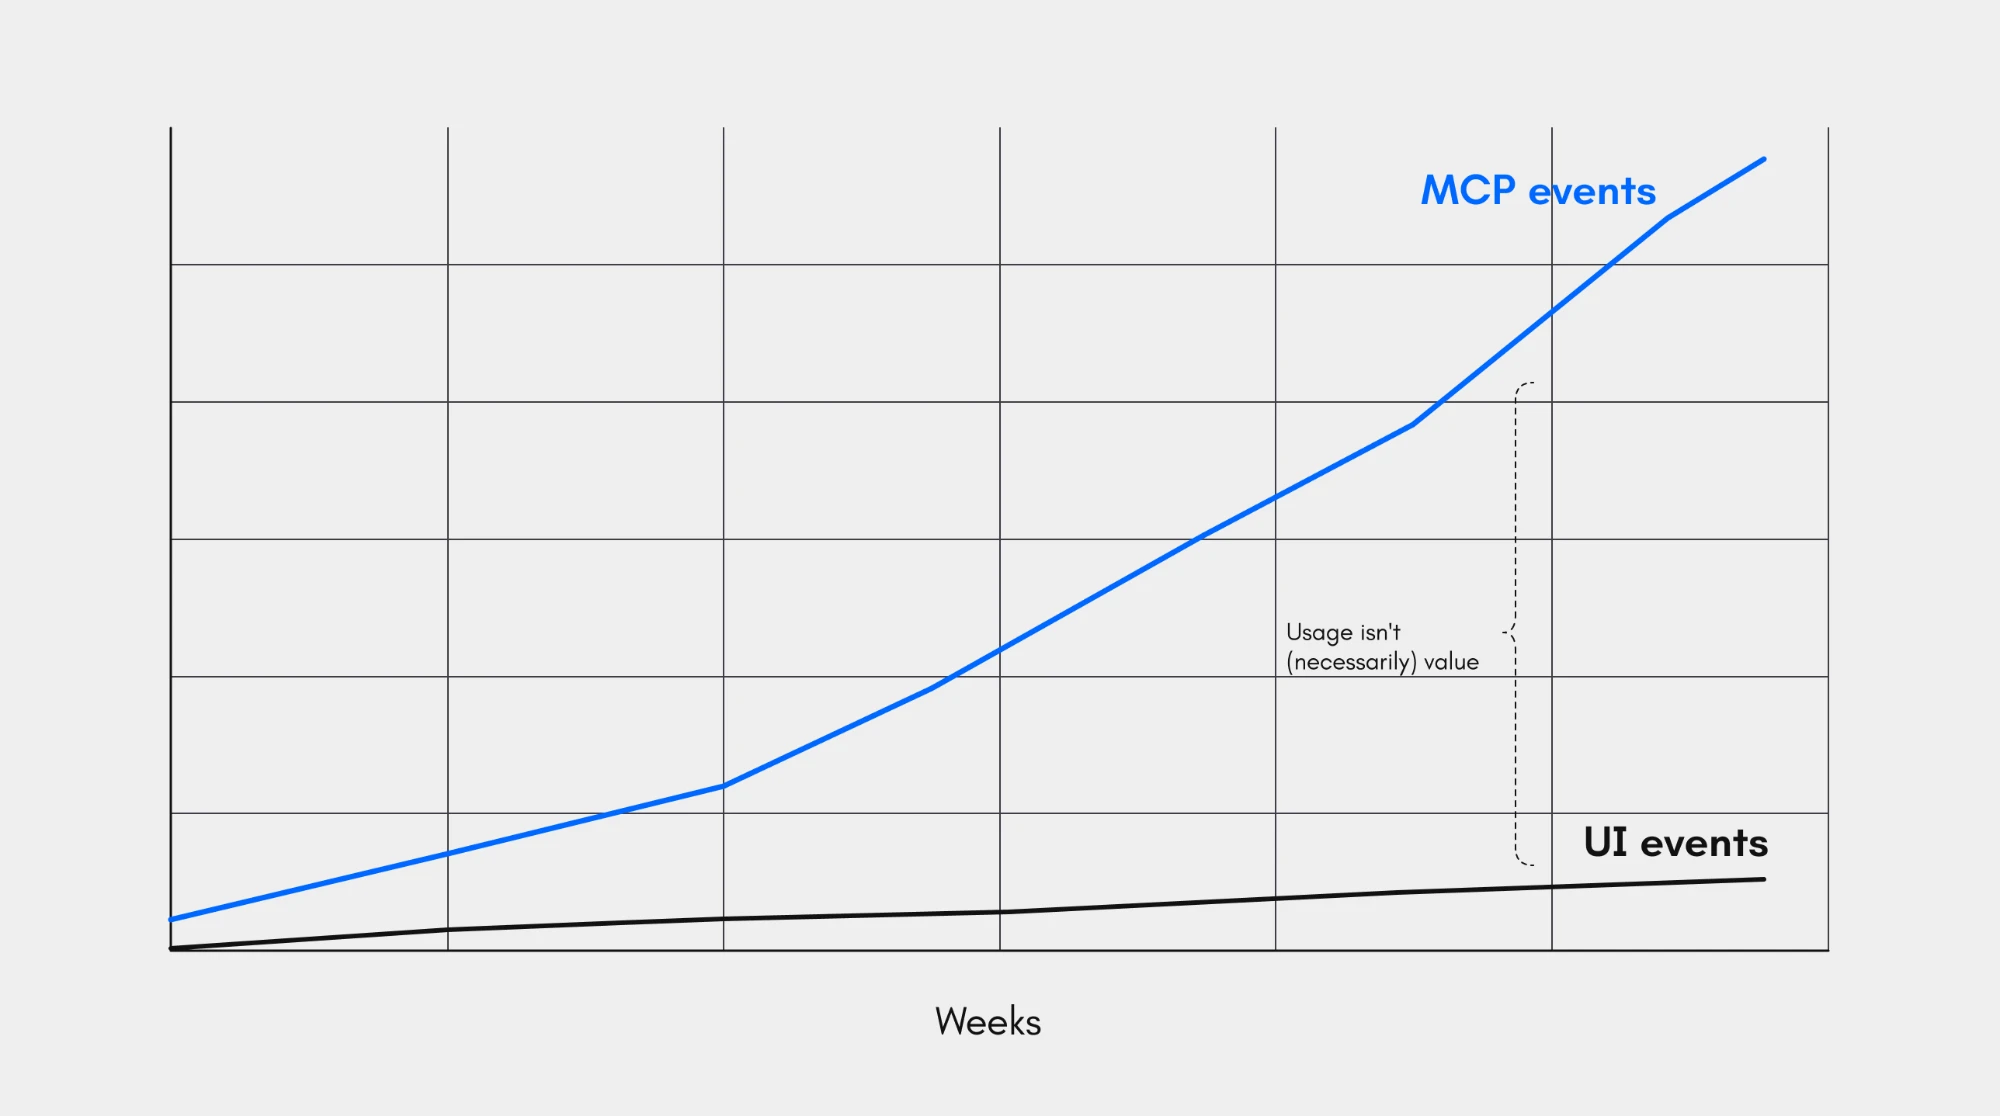 MCP events
Usage isn't
(necessarily) value
UI events
Weeks